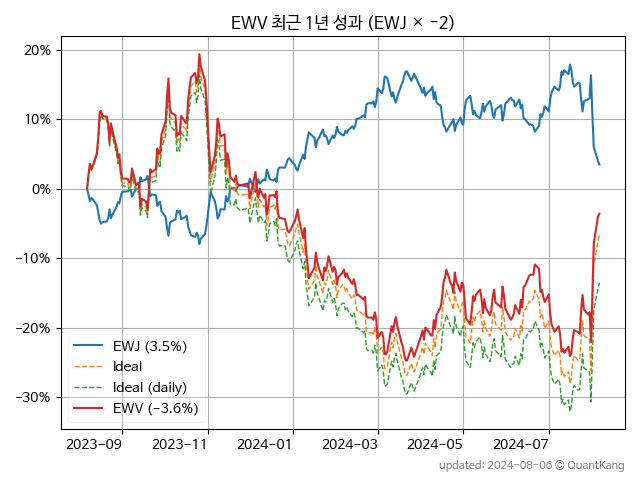 EWV 최근 1년 성과 (EWJ × −2)
20%
10%
0%
−10%
−20%
−30%
EWJ (3.5%)
Ideal
Ideal (daily)
EWV (−3.6%)
2023-09 2023-11 2024-01 2024-03 2024-05 2024-07
updated: 2024-08-06 © QuantKang